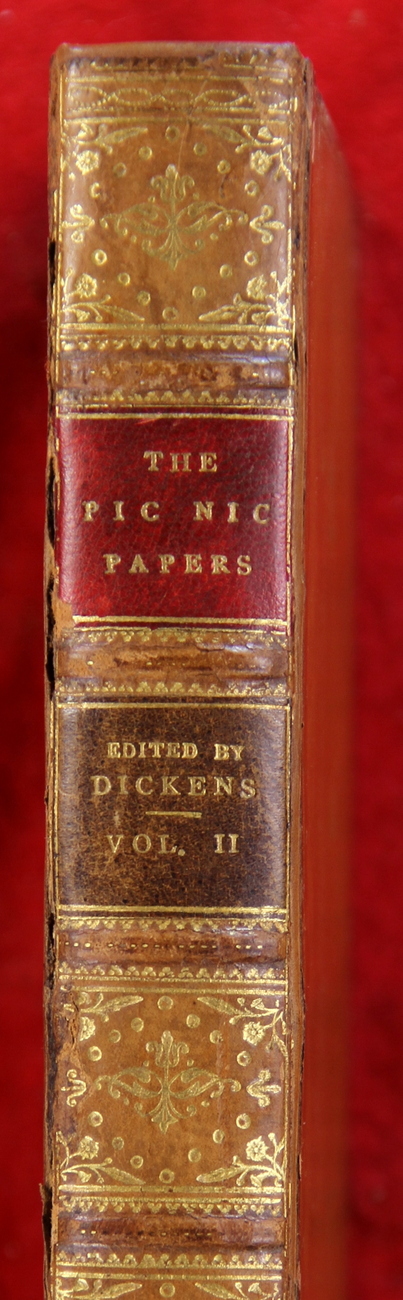 THE
PIC NIC
PAPERS
EDITED BY
DICKENS
VOL. II